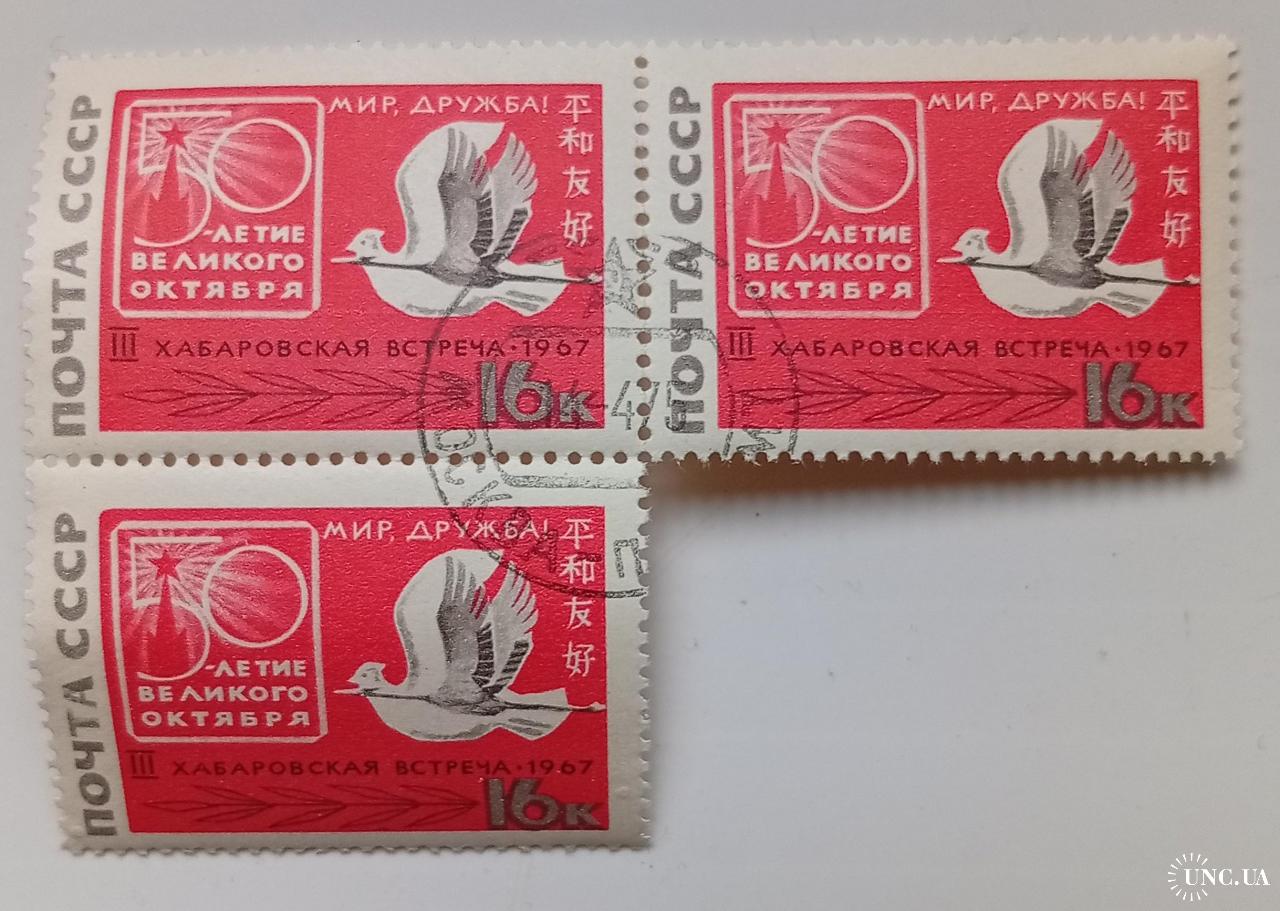 ПОЧТА СССР
50
-ЛЕТИЕ
ВЕЛИКОГО
ОКТЯБРЯ
МИР, ДРУЖБА!
平和友好
III ХАБАРОВСКАЯ ВСТРЕЧА·1967
16к
ПОЧТА СССР
50
-ЛЕТИЕ
ВЕЛИКОГО
ОКТЯБРЯ
МИР, ДРУЖБА!
平和友好
III ХАБАРОВСКАЯ ВСТРЕЧА·1967
16к
МОСКВА-П
ПОЧТА СССР
50
-ЛЕТИЕ
ВЕЛИКОГО
ОКТЯБРЯ
МИР, ДРУЖБА!
平和友好
III ХАБАРОВСКАЯ ВСТРЕЧА·1967
16к
UNC.UA